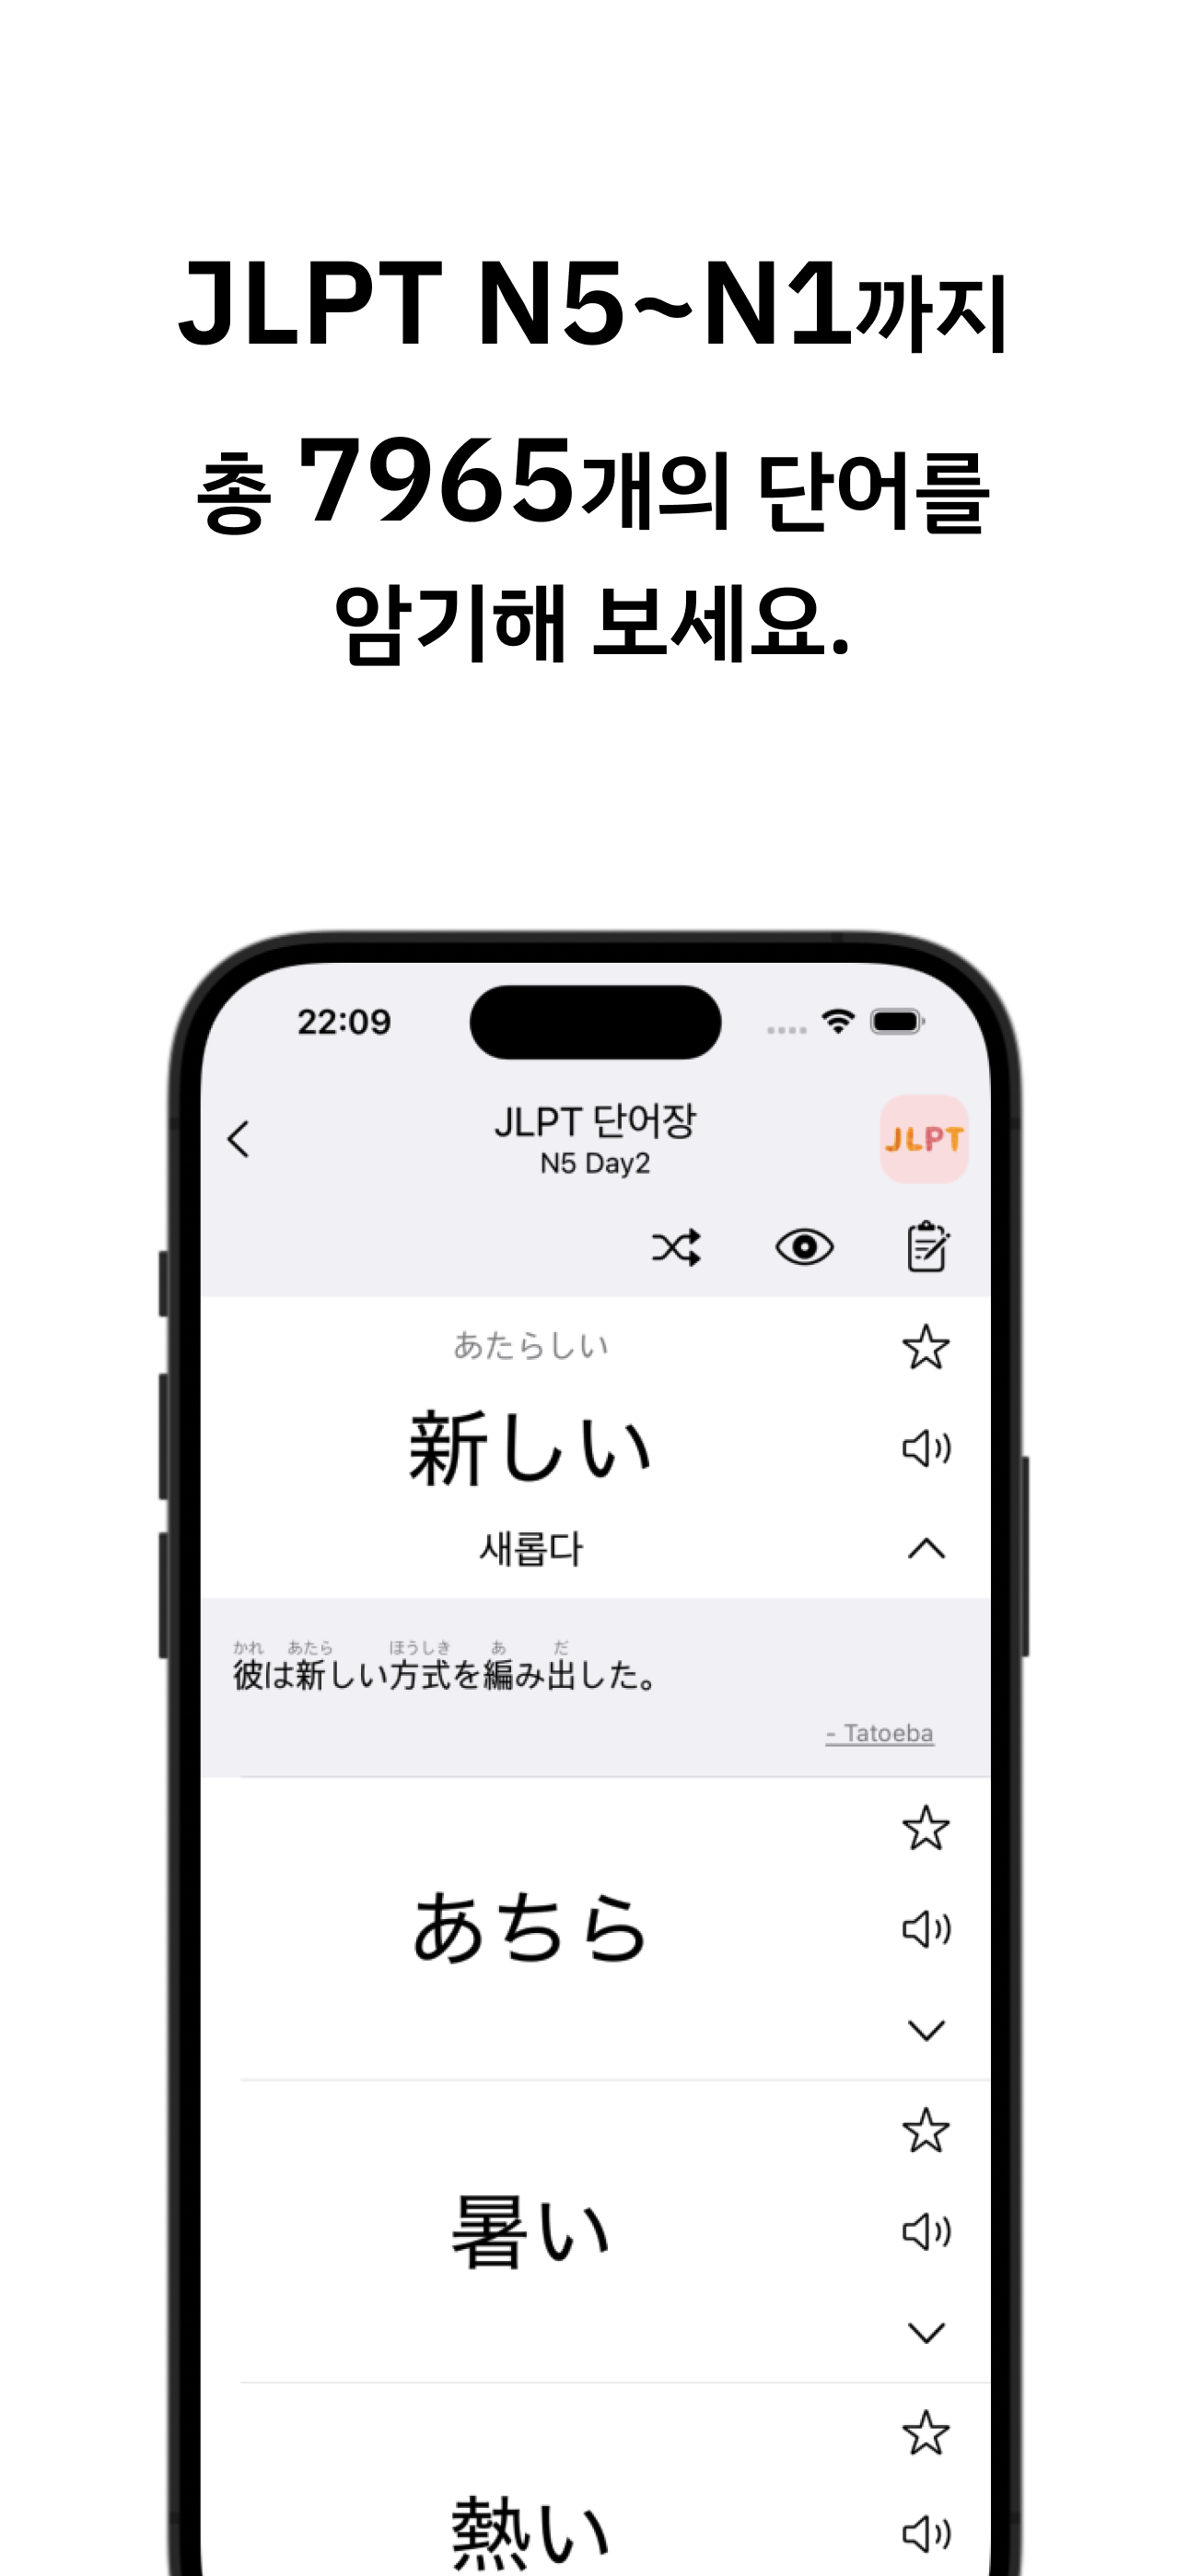 JLPT N5~N1까지
총 7965개의 단어를
암기해 보세요.
22:09
JLPT 단어장
N5 Day2
JLPT
あたらしい
新しい
새롭다
かれ あたら ほうしき あ だ
彼は新しい方式を編み出した。
- Tatoeba
あちら
暑い
熱い